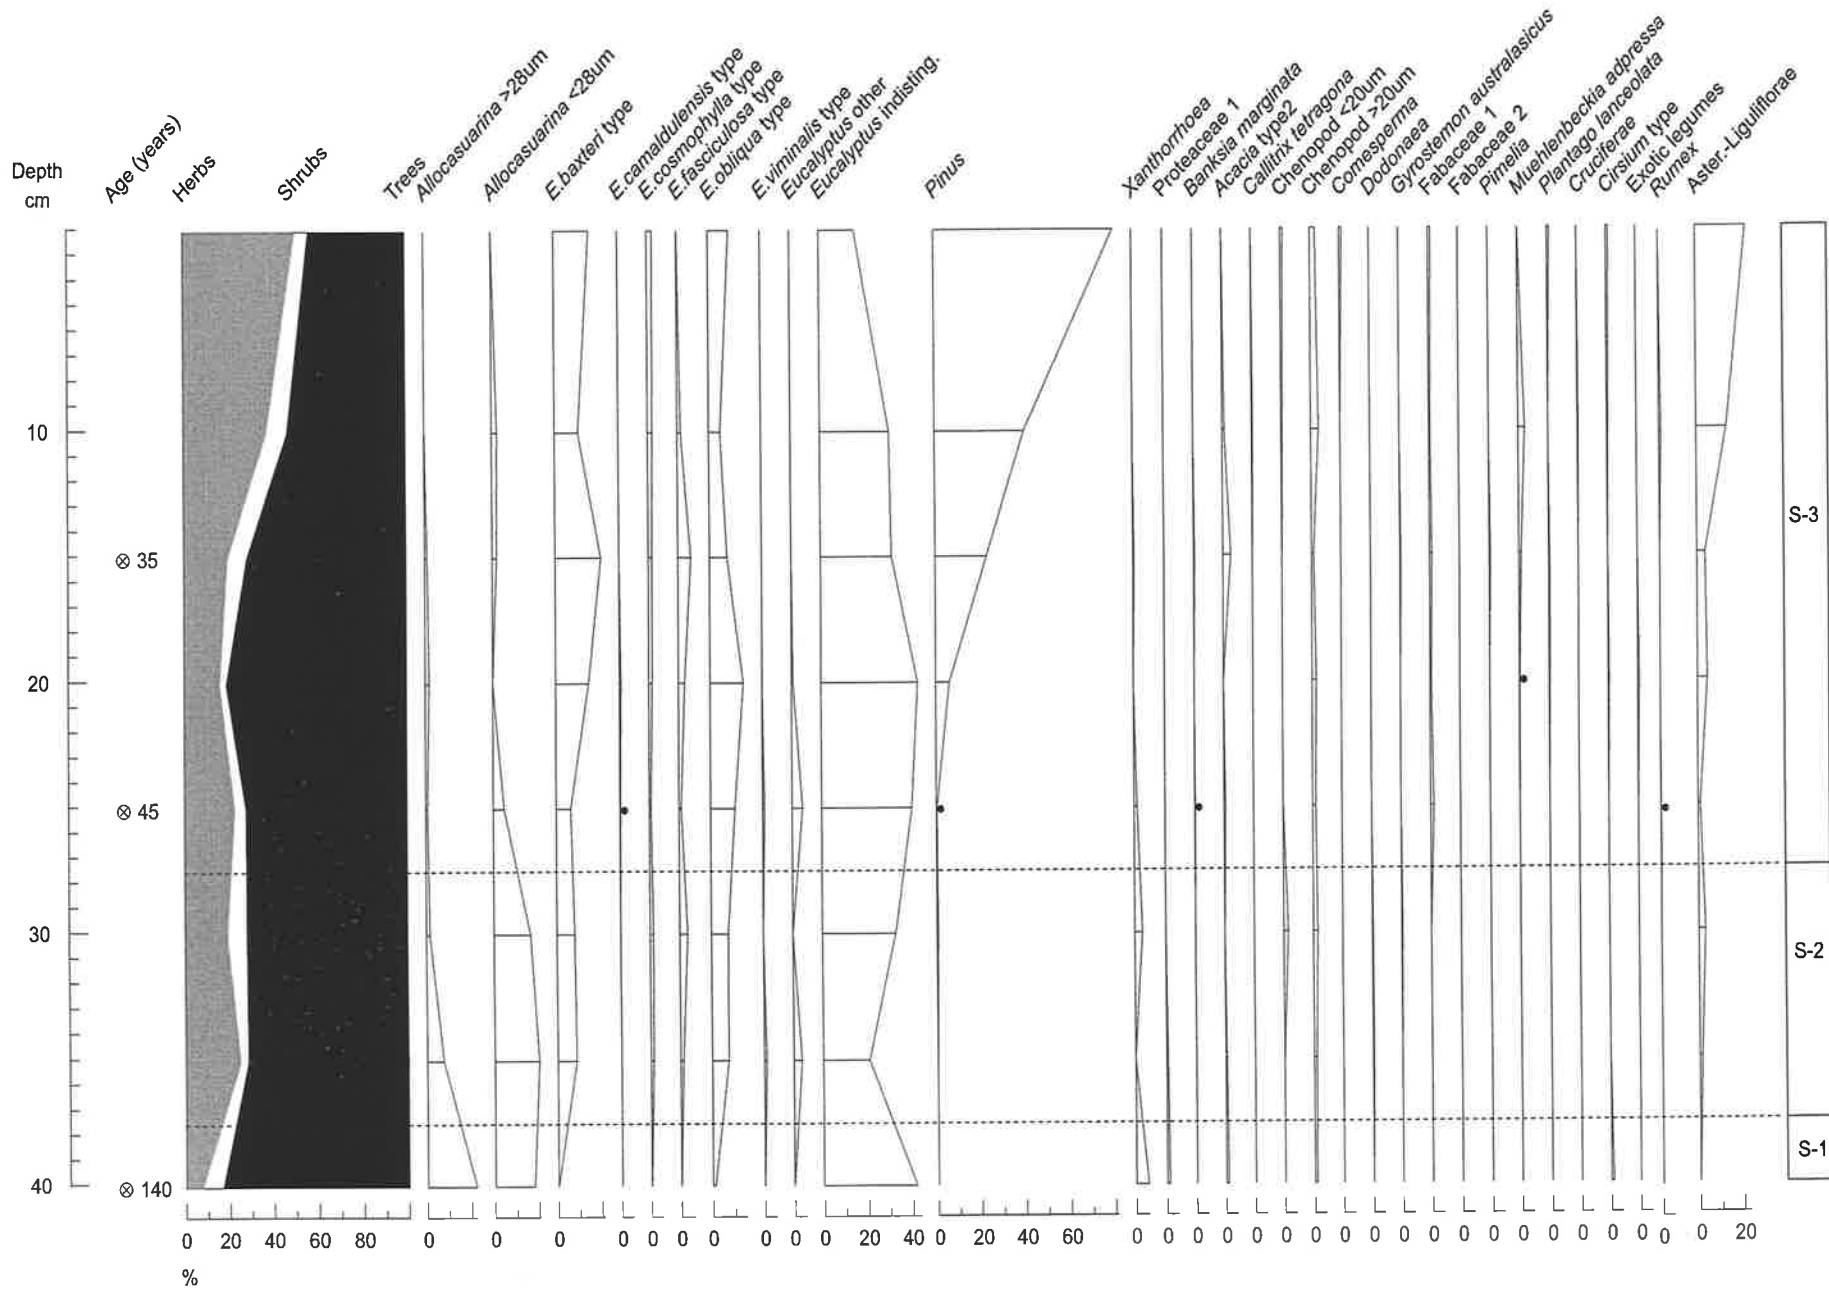 Depth
cm
Age (years)
Herbs
Shrubs
Trees
Allocasuarina >28um
Allocasuarina <28um
E.baxteri type
E.camaldulensis type
E.cosmophylla type
E.fasciculosa type
E.obliqua type
E.viminalis type
Eucalyptus other
Eucalyptus indisting.
Pinus
Xanthorrhoea
Proteaceae 1
Banksia marginata
Acacia type2
Callitrix tetragona
Chenopod <20um
Chenopod >20um
Comesperma
Dodonaea
Gyrostemon australasicus
Fabaceae 1
Fabaceae 2
Pimelia
Muehlenbeckia adpressa
Plantago lanceolata
Cruciferae
Cirsium type
Exotic legumes
Rumex
Aster.-Liguliflorae
10
⊗ 35
S-3
20
⊗ 45
30
S-2
S-1
40
⊗ 140
0 20 40 60 80 0 0 0 0 0 0 0 0 0 0 20 40 0 20 40 60 0 0 0 0 0 0 0 0 0 0 0 0 0 0 0 0 0 0 0 0 20
%